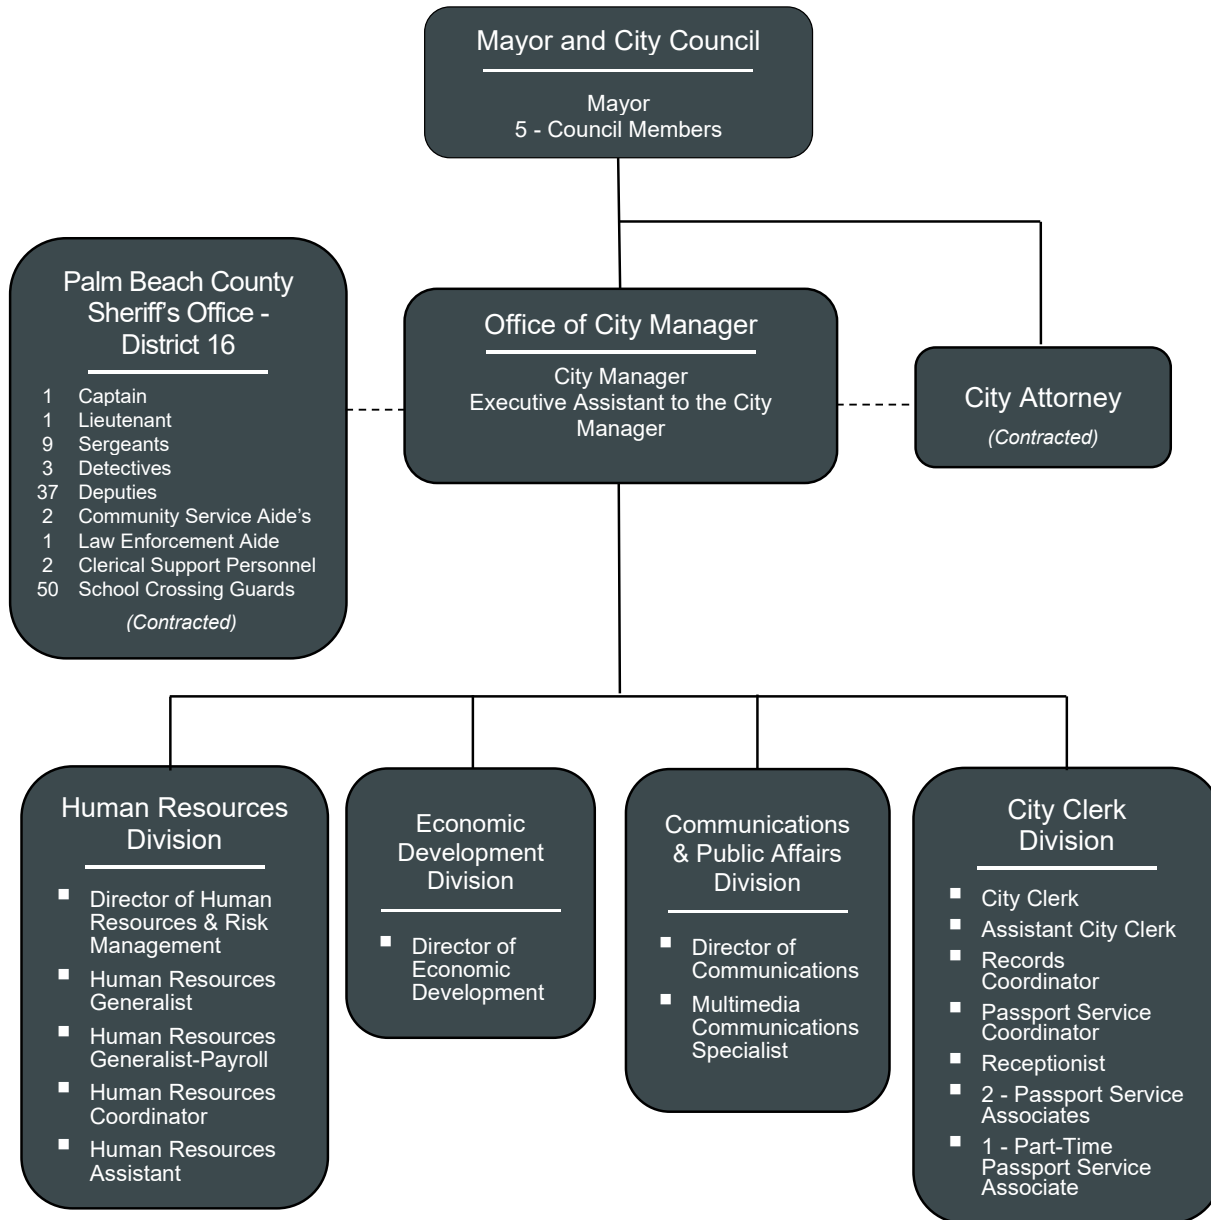 Mayor and City Council
Mayor
5 - Council Members
Palm Beach County
Sheriff's Office -
District 16
1 Captain
1 Lieutenant
9 Sergeants
3 Detectives
37 Deputies
2 Community Service Aide's
1 Law Enforcement Aide
2 Clerical Support Personnel
50 School Crossing Guards
(Contracted)
Office of City Manager
City Manager
Executive Assistant to the City
Manager
City Attorney
(Contracted)
Human Resources
Division
▪ Director of Human
Resources & Risk
Management
▪ Human Resources
Generalist
▪ Human Resources
Generalist-Payroll
▪ Human Resources
Coordinator
▪ Human Resources
Assistant
Economic
Development
Division
▪ Director of
Economic
Development
Communications
& Public Affairs
Division
▪ Director of
Communications
▪ Multimedia
Communications
Specialist
City Clerk
Division
▪ City Clerk
▪ Assistant City Clerk
▪ Records
Coordinator
▪ Passport Service
Coordinator
▪ Receptionist
▪ 2 - Passport Service
Associates
▪ 1 - Part-Time
Passport Service
Associate